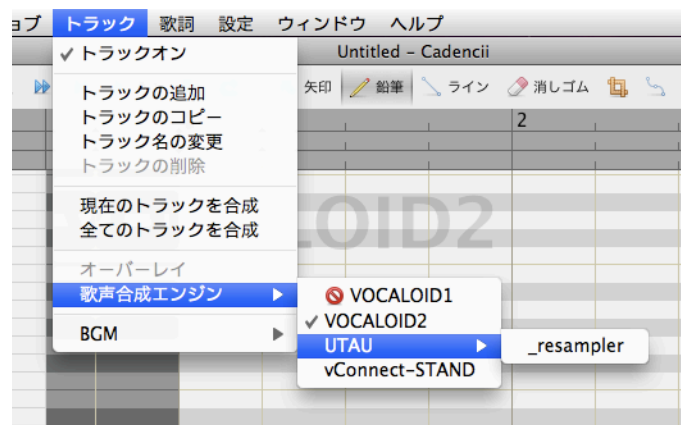 ョブ トラック 歌詞 設定 ウィンドウ ヘルプ
Untitled – Cadencii
✓ トラックオン
矢印 鉛筆 ライン 消しゴム
トラックの追加
トラックのコピー
トラック名の変更
トラックの削除
2
現在のトラックを合成
全てのトラックを合成
LOID2
オーバーレイ
歌声合成エンジン
BGM
VOCALOID1
✓ VOCALOID2
UTAU
vConnect-STAND
_resampler